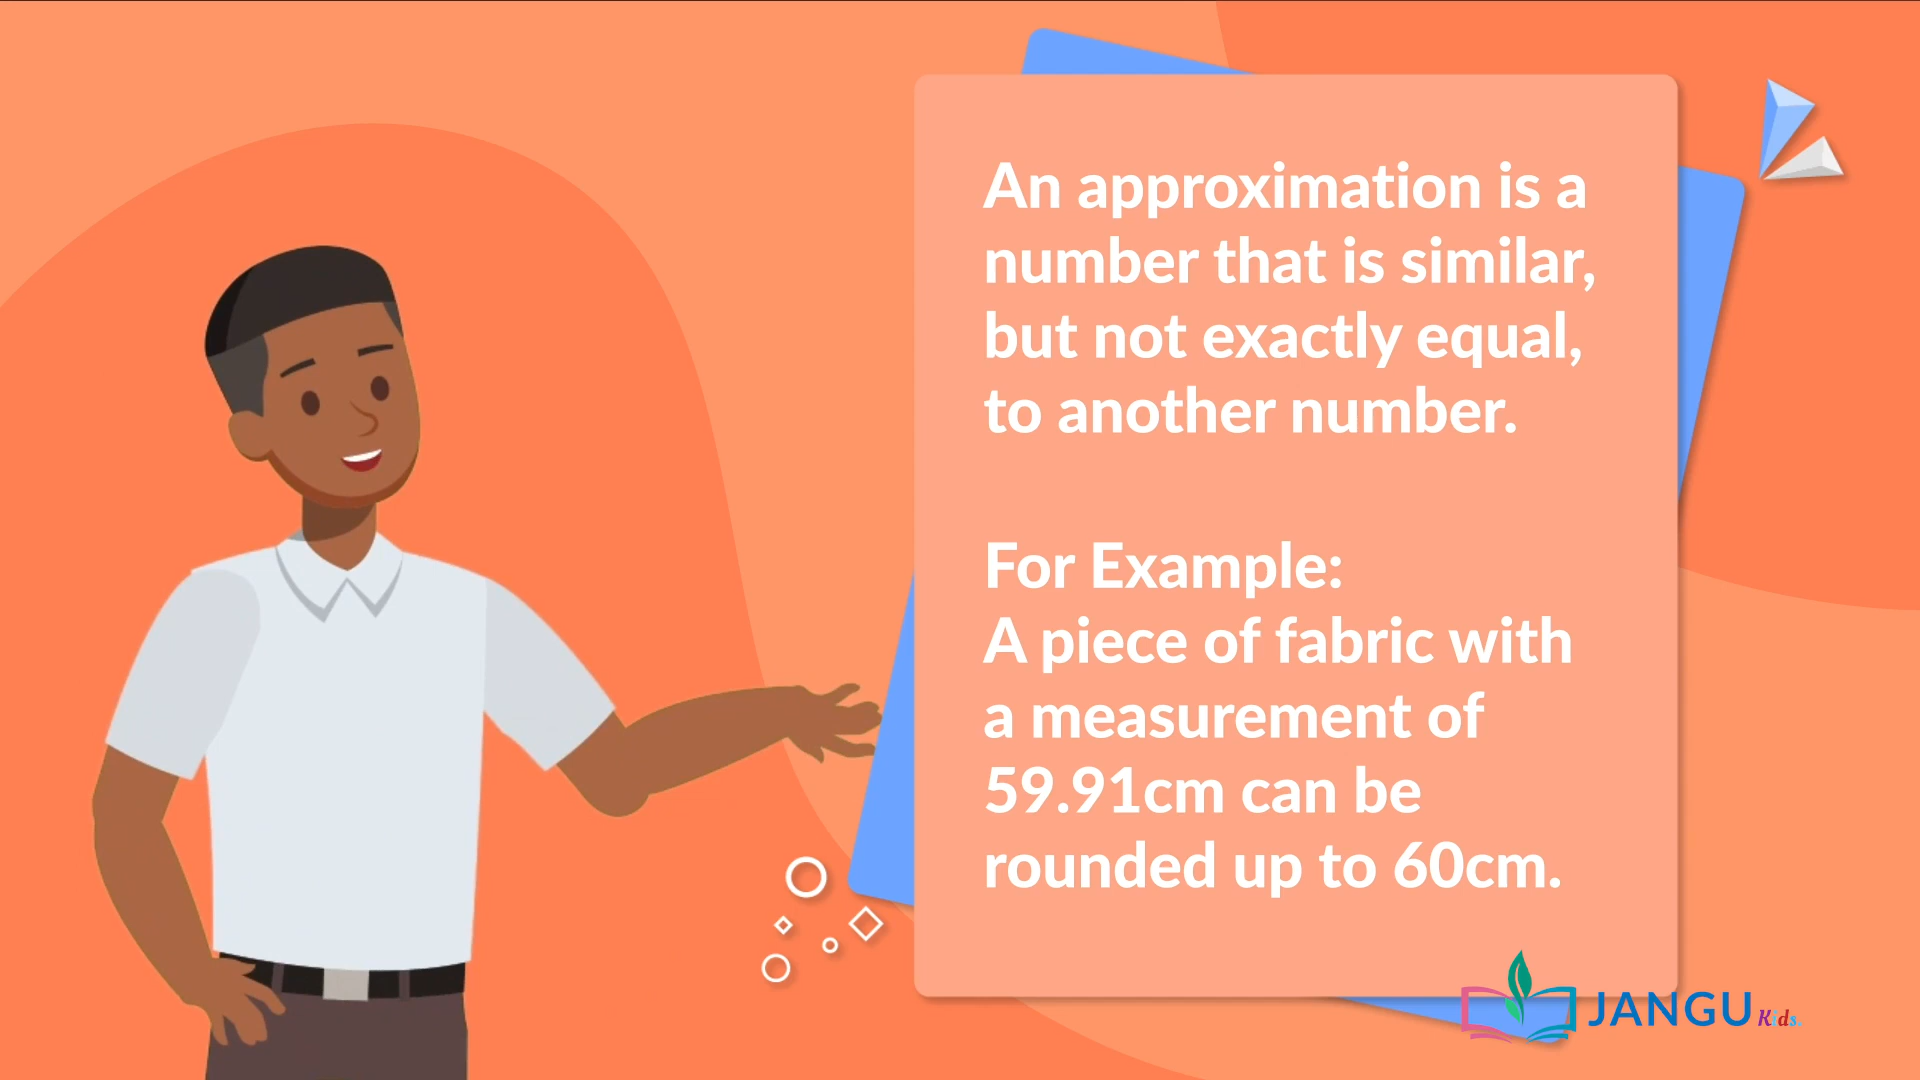 An approximation is a
number that is similar,
but not exactly equal,
to another number.
For Example:
A piece of fabric with
a measurement of
59.91cm can be
rounded up to 60cm.
JANGU Kids.